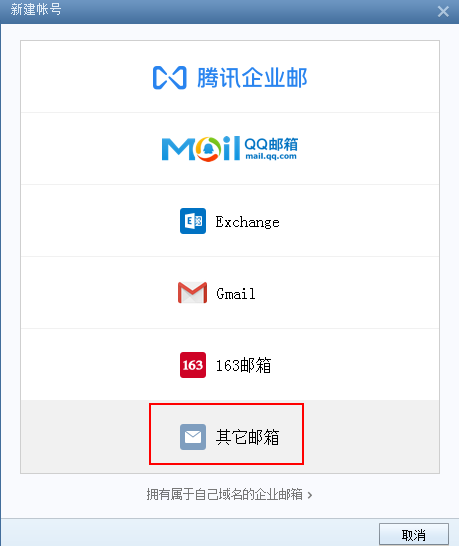 新建帐号
腾讯企业邮
Mail QQ邮箱
mail.qq.com
Exchange
Gmail
163 163邮箱
其它邮箱
拥有属于自己域名的企业邮箱 >
取消